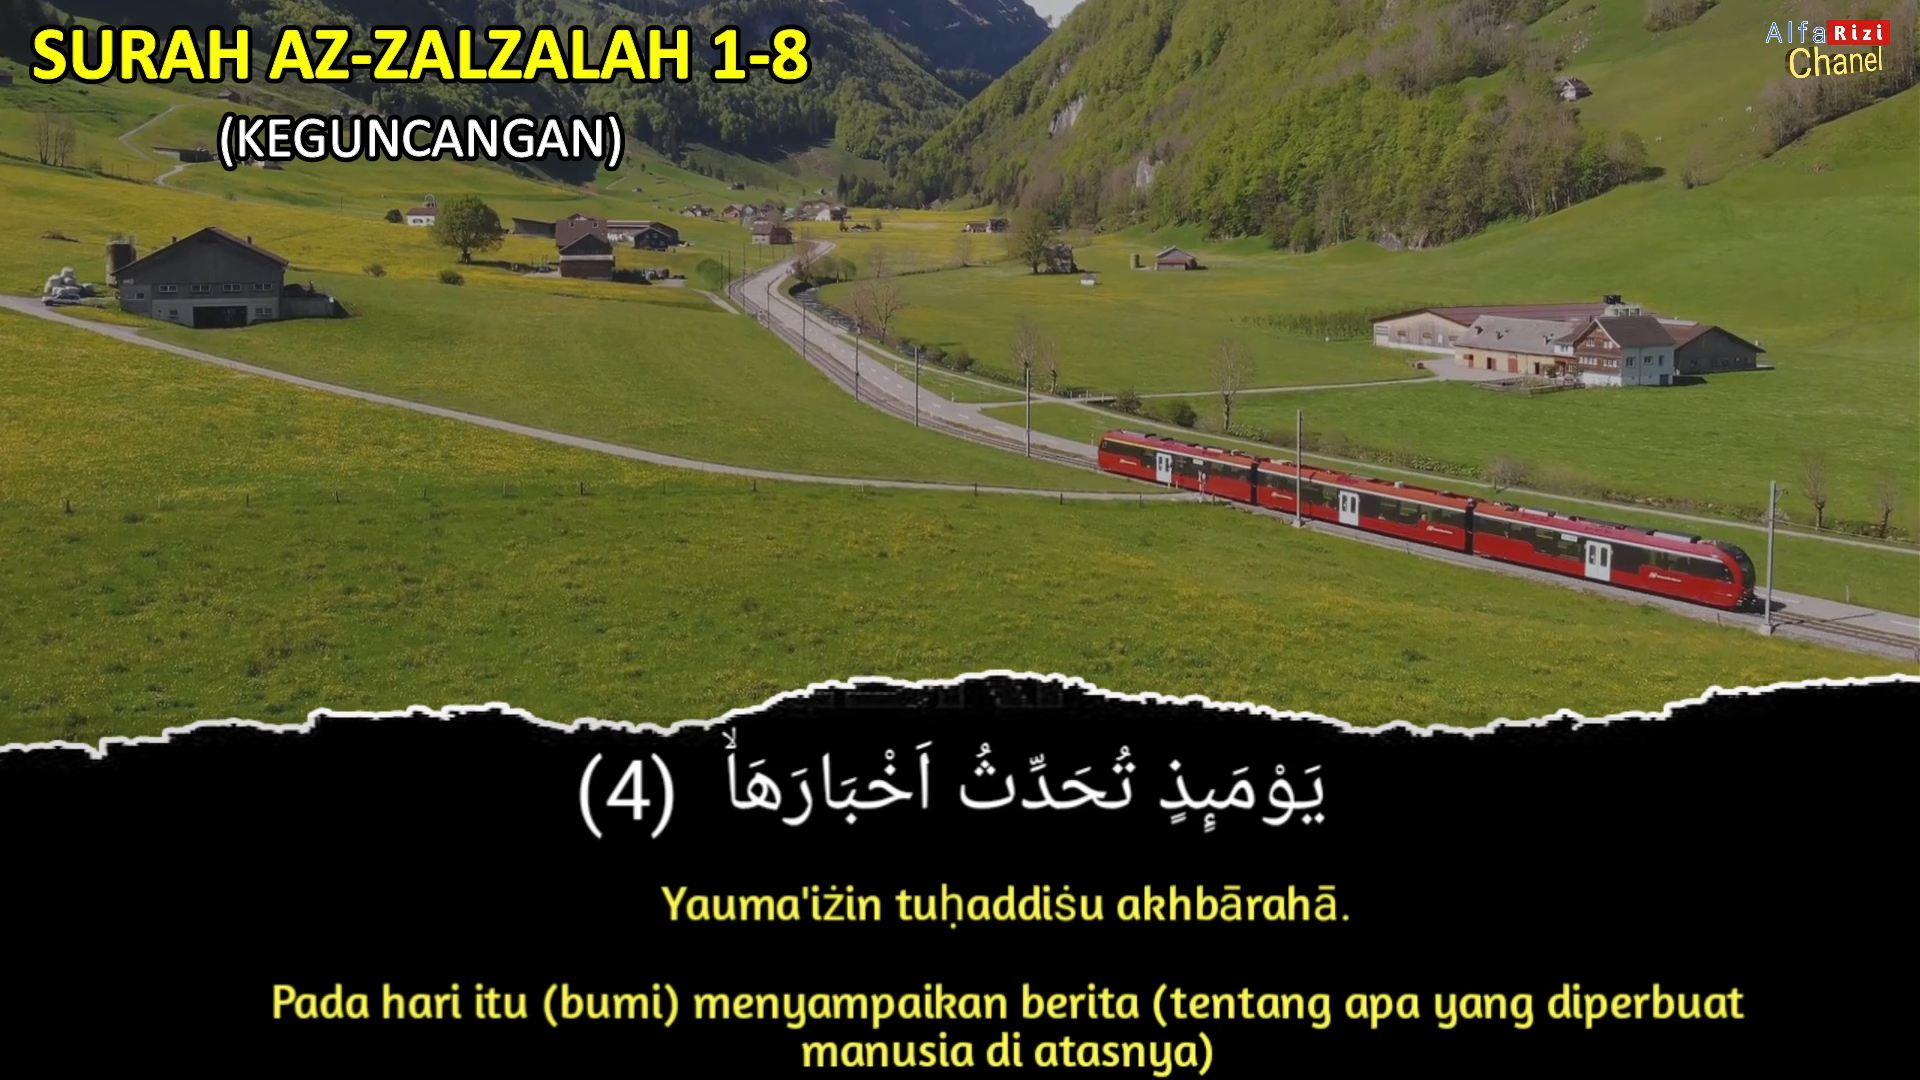 SURAH AZ-ZALZALAH 1-8
(KEGUNCANGAN)
Alfa Rizi
Chanel
يَوْمَىِٕذٍ تُحَدِّثُ اَخْبَارَهَاۙ (4)
Yauma'iżin tuḥaddiṡu akhbārahā.
Pada hari itu (bumi) menyampaikan berita (tentang apa yang diperbuat
manusia di atasnya)